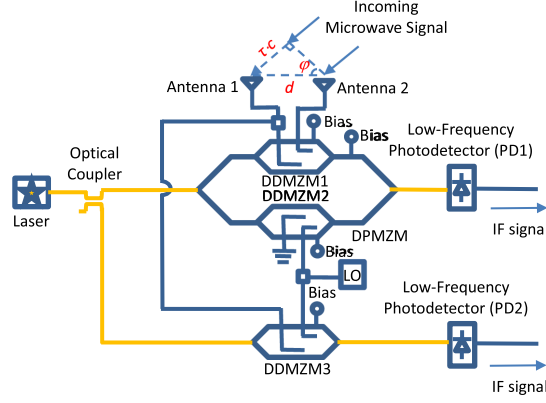 Incoming
Microwave Signal
τ·c
φ
Antenna 1
d
Antenna 2
Bias
Bias
Low-Frequency
Photodetector (PD1)
Optical
Coupler
DDMZM1
DDMZM2
Laser
DPMZM
IF signa
Bias
LO
Bias
Low-Frequency
Photodetector (PD2)
DDMZM3
IF signal